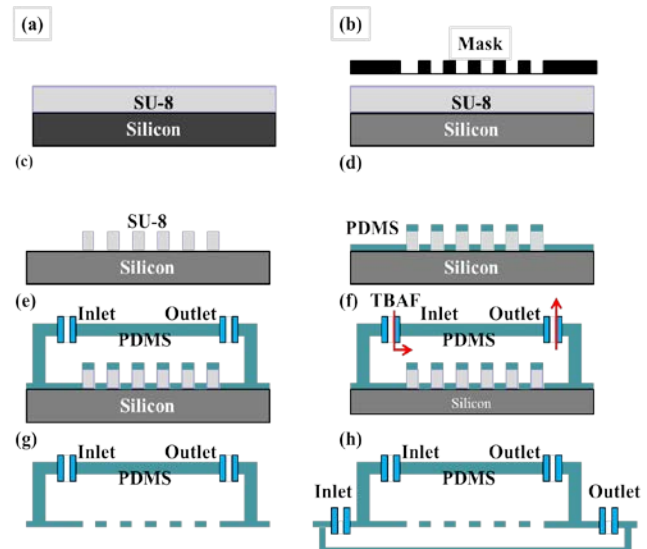 (a)
(b)
Mask
SU-8
Silicon
SU-8
Silicon
(c)
(d)
SU-8
Silicon
PDMS
Silicon
(e)
Inlet
Outlet
PDMS
Silicon
(f)
TBAF
Inlet
Outlet
PDMS
Silicon
(g)
Inlet
Outlet
PDMS
(h)
Inlet
Outlet
PDMS
Inlet
Outlet